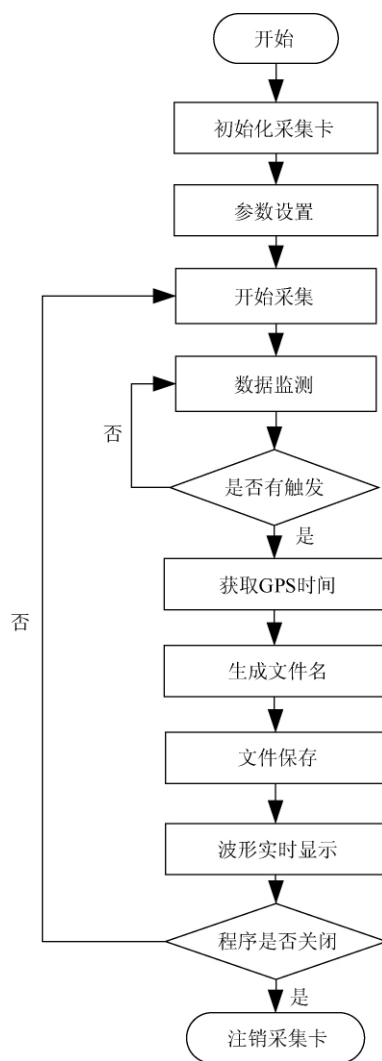 开始
初始化采集卡
参数设置
开始采集
数据监测
否
是否有触发
是
获取GPS时间
否
生成文件名
文件保存
波形实时显示
程序是否关闭
是
注销采集卡